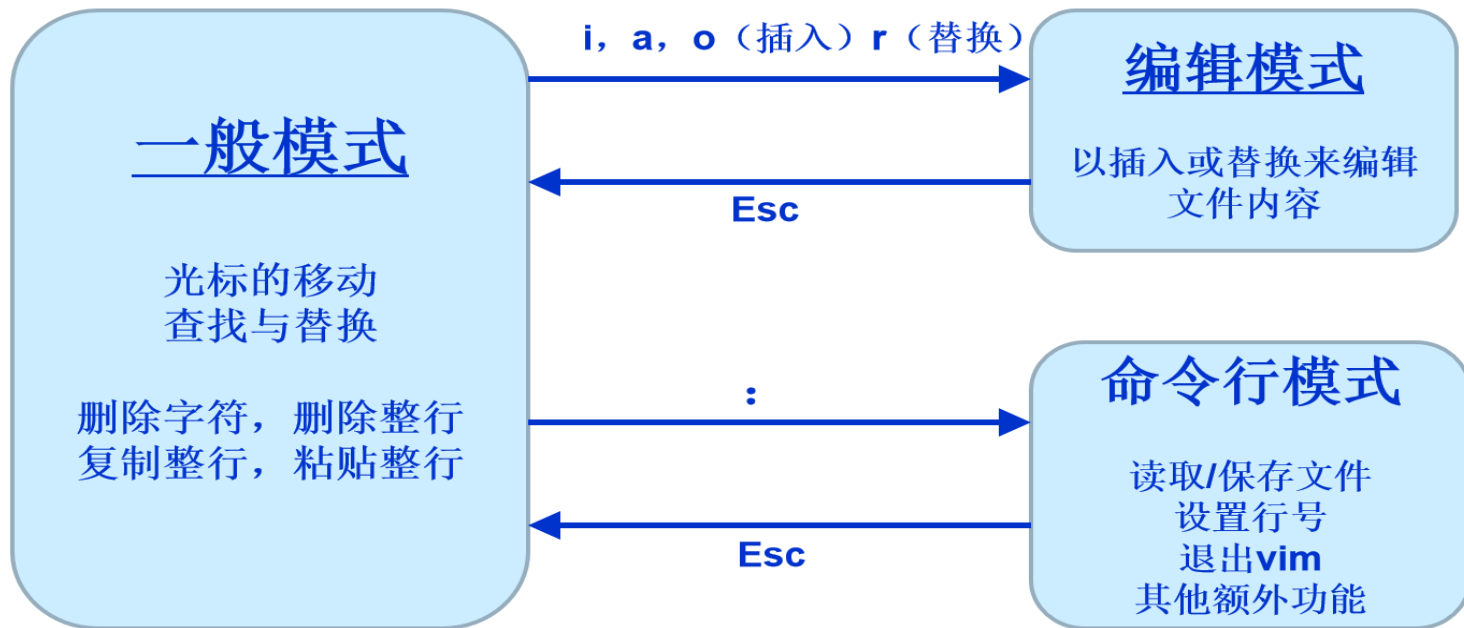 一般模式
光标的移动
查找与替换
删除字符，删除整行
复制整行，粘贴整行
i，a，o（插入）r（替换）
Esc
：
Esc
编辑模式
以插入或替换来编辑
文件内容
命令行模式
读取/保存文件
设置行号
退出vim
其他额外功能